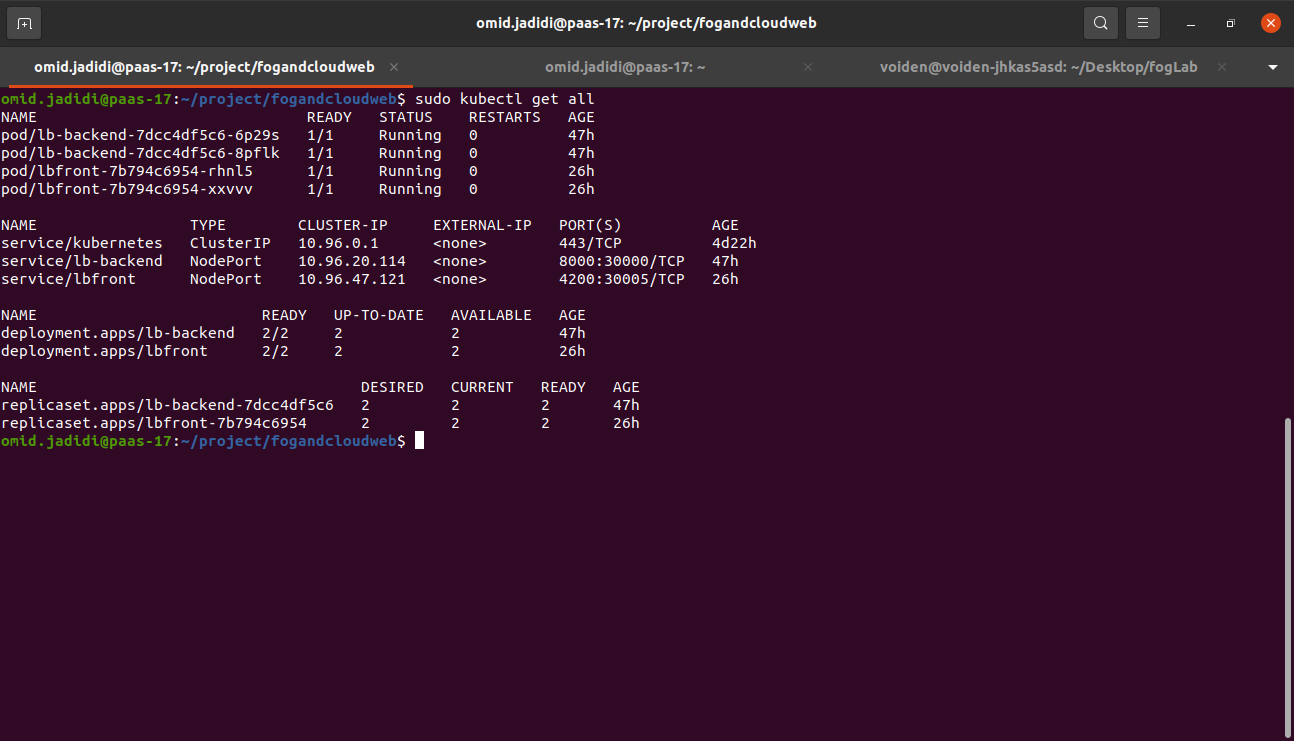 omid.jadidi@paas-17: ~/project/fogandcloudweb
omid.jadidi@paas-17: ~/project/fogandcloudweb × omid.jadidi@paas-17: ~ × voiden@voiden-jhkas5asd: ~/Desktop/fogLab ×
omid.jadidi@paas-17:~/project/fogandcloudweb$ sudo kubectl get all
NAME READY STATUS RESTARTS AGE
pod/lb-backend-7dcc4df5c6-6p29s 1/1 Running 0 47h
pod/lb-backend-7dcc4df5c6-8pflk 1/1 Running 0 47h
pod/lbfront-7b794c6954-rhnl5 1/1 Running 0 26h
pod/lbfront-7b794c6954-xxvvv 1/1 Running 0 26h
NAME TYPE CLUSTER-IP EXTERNAL-IP PORT(S) AGE
service/kubernetes ClusterIP 10.96.0.1 <none> 443/TCP 4d22h
service/lb-backend NodePort 10.96.20.114 <none> 8000:30000/TCP 47h
service/lbfront NodePort 10.96.47.121 <none> 4200:30005/TCP 26h
NAME READY UP-TO-DATE AVAILABLE AGE
deployment.apps/lb-backend 2/2 2 2 47h
deployment.apps/lbfront 2/2 2 2 26h
NAME DESIRED CURRENT READY AGE
replicaset.apps/lb-backend-7dcc4df5c6 2 2 2 47h
replicaset.apps/lbfront-7b794c6954 2 2 2 26h
omid.jadidi@paas-17:~/project/fogandcloudweb$